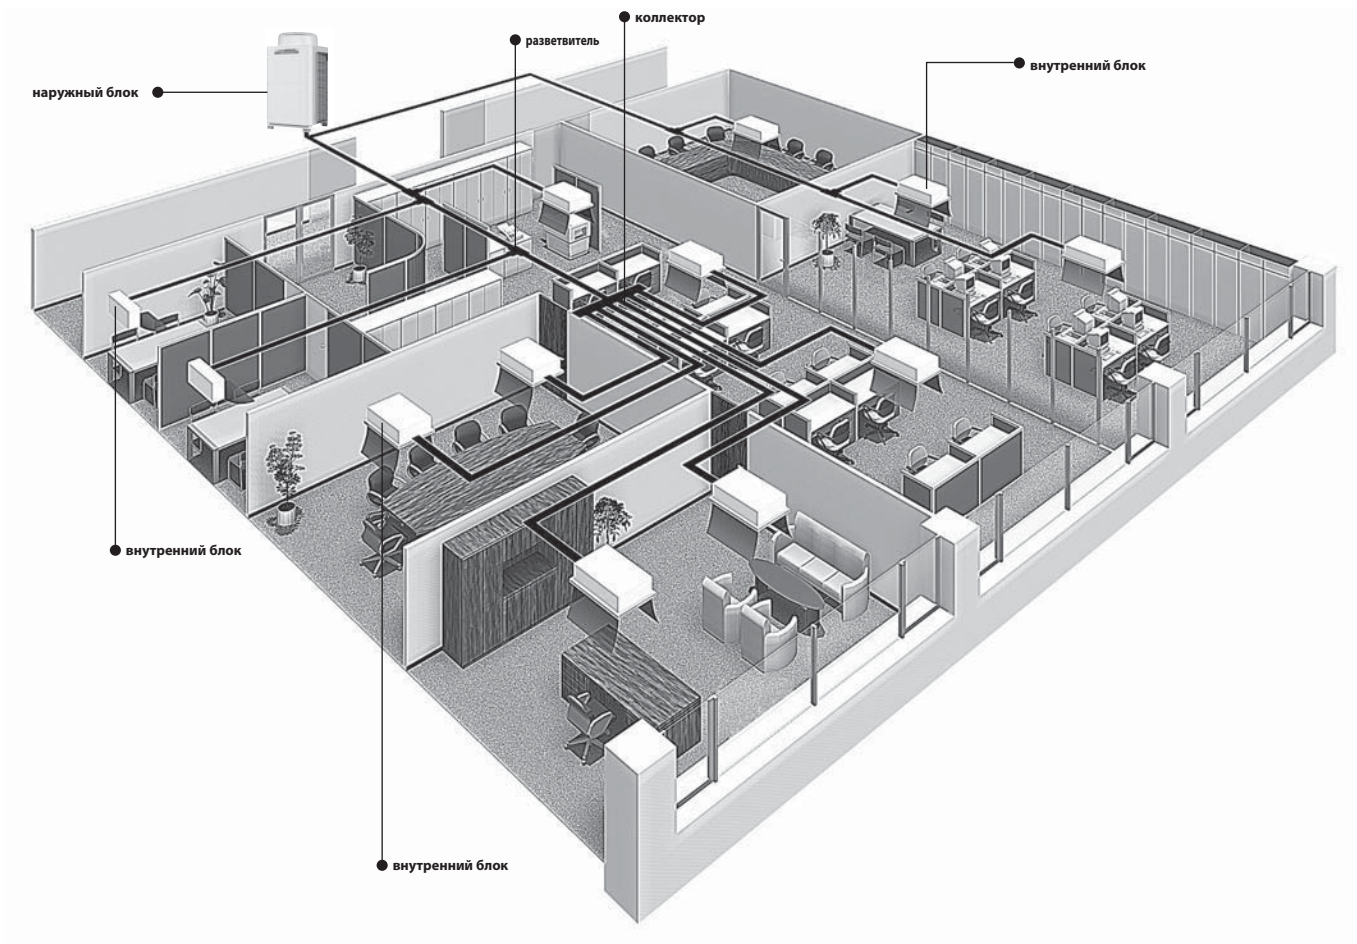 коллектор
разветвитель
внутренний блок
наружный блок
внутренний блок
внутренний блок